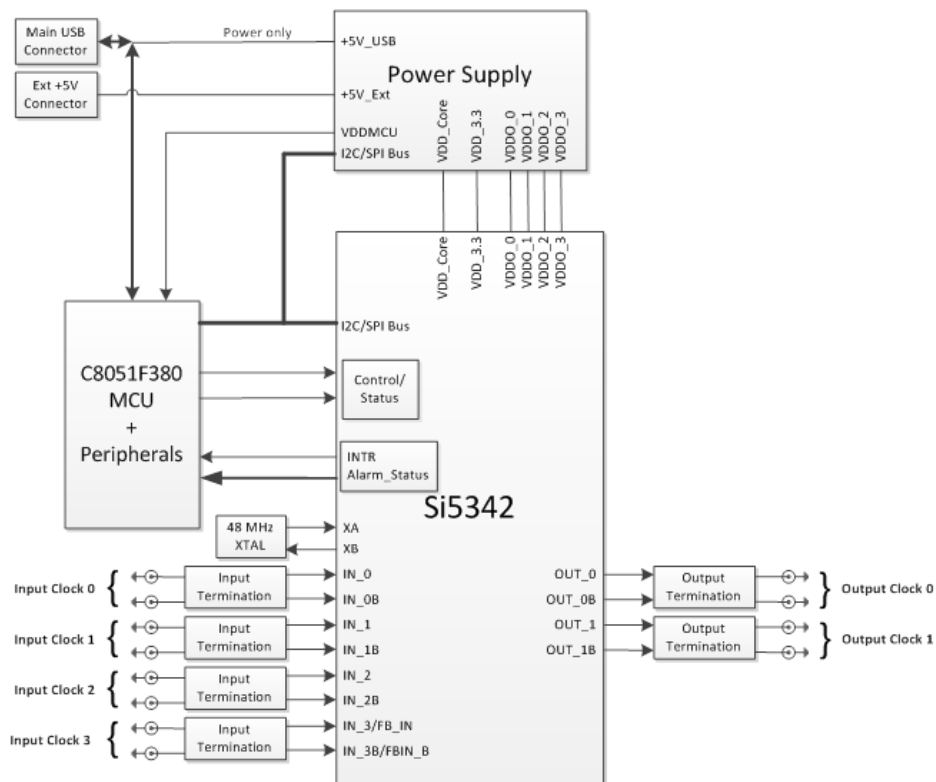 Main USB
Connector
Power only
+5V_USB
Power Supply
Ext +5V
Connector
+5V_Ext
VDDMCU
I2C/SPI Bus
VDD_Core
VDD_3.3
VDDO_0
VDDO_1
VDDO_2
VDDO_3
VDD_Core
VDD_3.3
VDDO_0
VDDO_1
VDDO_2
VDDO_3
I2C/SPI Bus
C8051F380
MCU
+
Peripherals
Control/
Status
INTR
Alarm_Status
Si5342
48 MHz
XTAL
XA
XB
Input Clock 0
Input
Termination
IN_0
IN_0B
OUT_0
OUT_0B
Output
Termination
Output Clock 0
Input Clock 1
Input
Termination
IN_1
IN_1B
OUT_1
OUT_1B
Output
Termination
Output Clock 1
Input Clock 2
Input
Termination
IN_2
IN_2B
Input Clock 3
Input
Termination
IN_3/FB_IN
IN_3B/FBIN_B